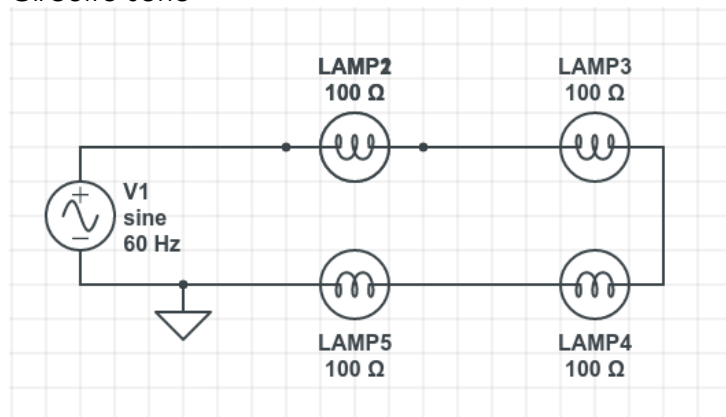 LAMP2
100 Ω
LAMP3
100 Ω
V1
sine
60 Hz
LAMP5
100 Ω
LAMP4
100 Ω